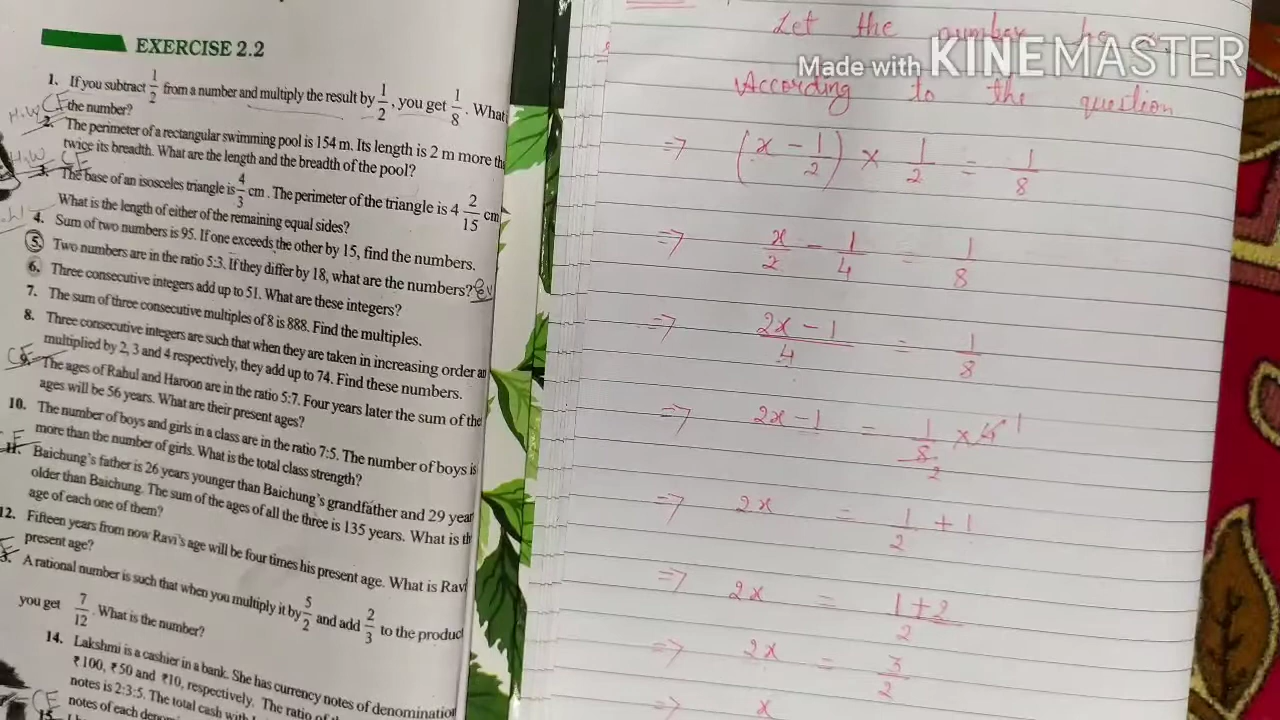 EXERCISE 2.2
1. If you subtract 1/2 from a number and multiply the result by 1/2, you get 1/8. What
the number?
H.W CF
2. The perimeter of a rectangular swimming pool is 154 m. Its length is 2 m more th
twice its breadth. What are the length and the breadth of the pool?
H.W CF
3. The base of an isosceles triangle is 4/3 cm. The perimeter of the triangle is 4 2/15 cm
What is the length of either of the remaining equal sides?
4. Sum of two numbers is 95. If one exceeds the other by 15, find the numbers.
5. Two numbers are in the ratio 5:3. If they differ by 18, what are the numbers?
6. Three consecutive integers add up to 51. What are these integers?
7. The sum of three consecutive multiples of 8 is 888. Find the multiples.
8. Three consecutive integers are such that when they are taken in increasing order an
multiplied by 2, 3 and 4 respectively, they add up to 74. Find these numbers.
CF
9. The ages of Rahul and Haroon are in the ratio 5:7. Four years later the sum of the
ages will be 56 years. What are their present ages?
10. The number of boys and girls in a class are in the ratio 7:5. The number of boys is
more than the number of girls. What is the total class strength?
11. Baichung's father is 26 years younger than Baichung's grandfather and 29 year
older than Baichung. The sum of the ages of all the three is 135 years. What is th
age of each one of them?
12. Fifteen years from now Ravi's age will be four times his present age. What is Ravi
present age?
3. A rational number is such that when you multiply it by 5/2 and add 2/3 to the product
you get 7/12. What is the number?
14. Lakshmi is a cashier in a bank. She has currency notes of denomination
₹100, ₹50 and ₹10, respectively. The ratio of th
notes is 2:3:5. The total cash with
CF
15.
notes of each denom
Let the number be
Made with KINEMASTER
According to the question
⇒ (x - 1/2) × 1/2 = 1/8
⇒ x/2 - 1/4 = 1/8
⇒ 2x - 1/4 = 1/8
⇒ 2x - 1 = 1/8 × 4 1
2
⇒ 2x = 1/2 + 1
⇒ 2x = 1+2/2
⇒ 2x = 3/2
⇒ x